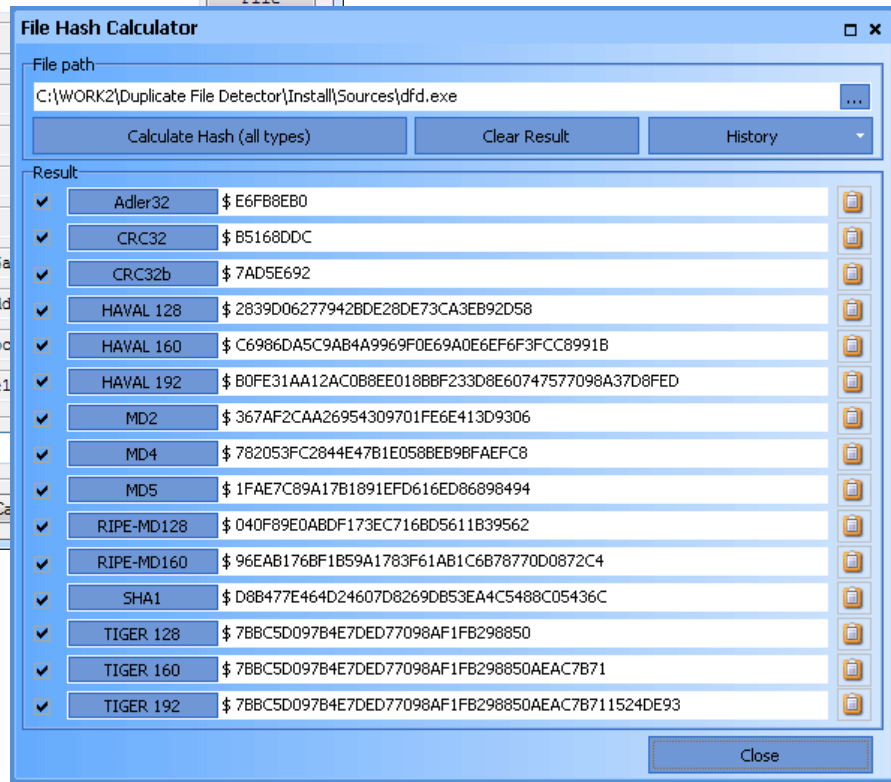 File
File Hash Calculator
File path
C:\WORK2\Duplicate File Detector\Install\Sources\dfd.exe
...
Calculate Hash (all types) Clear Result History
Result
Adler32 $ E6FB8EB0
CRC32 $ B5168DDC
CRC32b $ 7AD5E692
HAVAL 128 $ 2839D06277942BDE28DE73CA3EB92D58
HAVAL 160 $ C6986DA5C9AB4A9969F0E69A0E6EF6F3FCC8991B
HAVAL 192 $ B0FE31AA12AC0B8EE018BBF233D8E60747577098A37D8FED
MD2 $ 367AF2CAA26954309701FE6E413D9306
MD4 $ 782053FC2844E47B1E058BEB9BFAEFC8
MD5 $ 1FAE7C89A17B1891EFD616ED86898494
RIPE-MD128 $ 040F89E0ABDF173EC716BD5611B39562
RIPE-MD160 $ 96EAB176BF1B59A1783F61AB1C6B78770D0872C4
SHA1 $ D8B477E464D24607D8269DB53EA4C5488C05436C
TIGER 128 $ 7BBC5D097B4E7DED77098AF1FB298850
TIGER 160 $ 7BBC5D097B4E7DED77098AF1FB298850AEAC7B71
TIGER 192 $ 7BBC5D097B4E7DED77098AF1FB298850AEAC7B711524DE93
Close